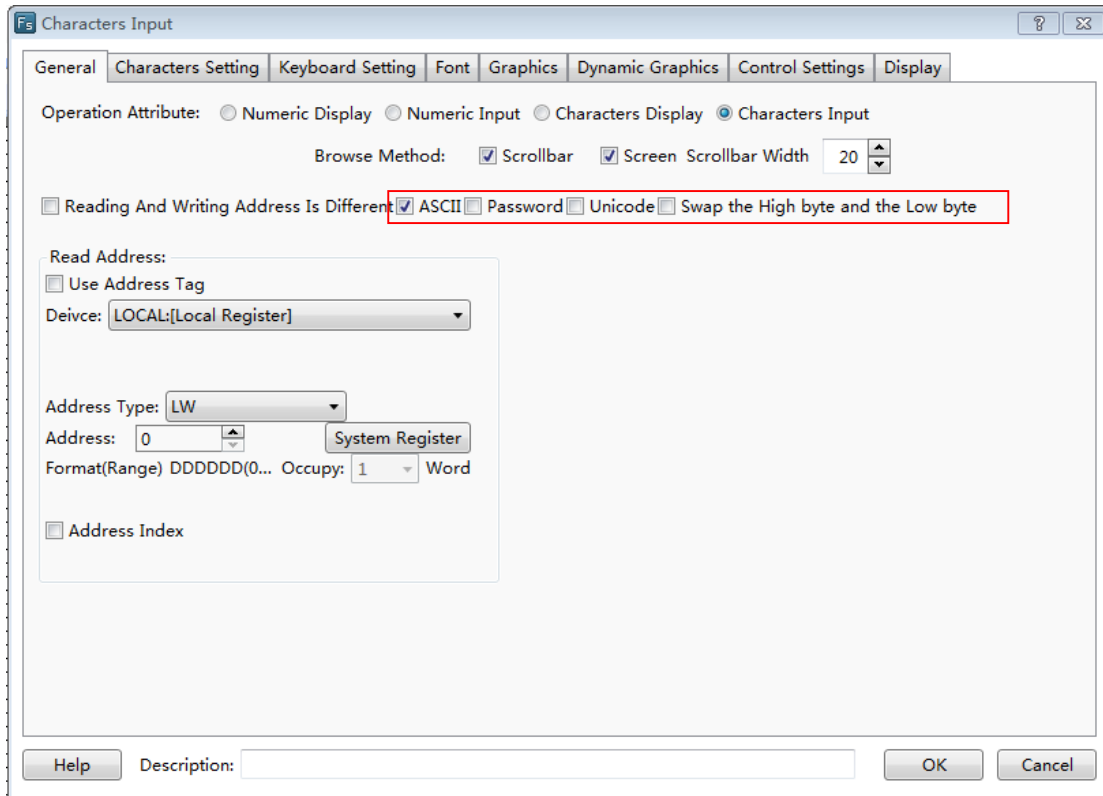 Fs Characters Input
General Characters Setting Keyboard Setting Font Graphics Dynamic Graphics Control Settings Display
Operation Attribute: Numeric Display Numeric Input Characters Display Characters Input
Browse Method: Scrollbar Screen Scrollbar Width 20
Reading And Writing Address Is Different ASCII Password Unicode Swap the High byte and the Low byte
Read Address:
Use Address Tag
Deivce: LOCAL:[Local Register]
Address Type: LW
Address: 0 System Register
Format(Range) DDDDDD(0... Occupy: 1 Word
Address Index
Help Description: OK Cancel